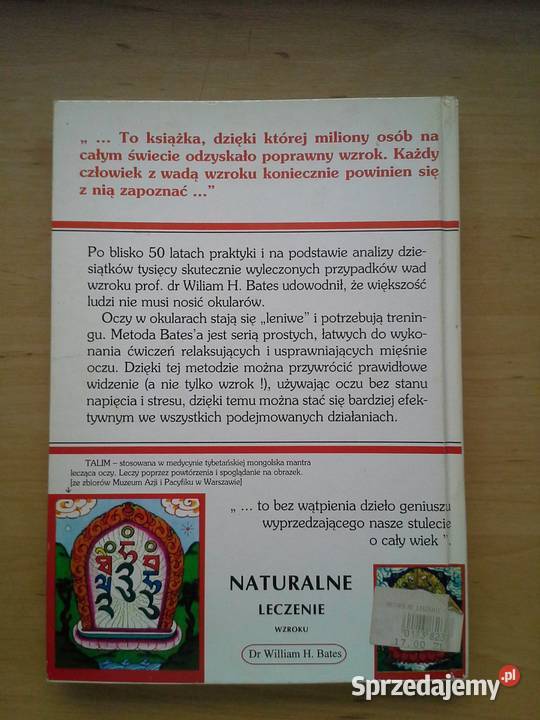 „ ... To książka, dzięki której miliony osób na
całym świecie odzyskało poprawny wzrok. Każdy
człowiek z wadą wzroku koniecznie powinien się
z nią zapoznać ..."
Po blisko 50 latach praktyki i na podstawie analizy dzie-
siątków tysięcy skutecznie wyleczonych przypadków wad
wzroku prof. dr Wiliam H. Bates udowodnił, że większość
ludzi nie musi nosić okularów.
Oczy w okularach stają się „leniwe" i potrzebują trenin-
gu. Metoda Bates'a jest serią prostych, łatwych do wyko-
nania ćwiczeń relaksujących i usprawniających mięśnie
oczu. Dzięki tej metodzie można przywrócić prawidłowe
widzenie (a nie tylko wzrok !), używając oczu bez stanu
napięcia i stresu, dzięki temu można stać się bardziej efek-
tywnym we wszystkich podejmowanych działaniach.
TALIM – stosowana w medycynie tybetańskiej mongolska mantra
lecząca oczy. Leczy poprzez powtórzenia i spoglądanie na obrazek.
[ze zbiorów Muzeum Azji i Pacyfiku w Warszawie]
„ ... to bez wątpienia dzieło geniuszu
wyprzedzającego nasze stulecie
o cały wiek ".
NATURALNE
LECZENIE
WZROKU
Dr William H. Bates
17.00
Sprzedajemy.pl